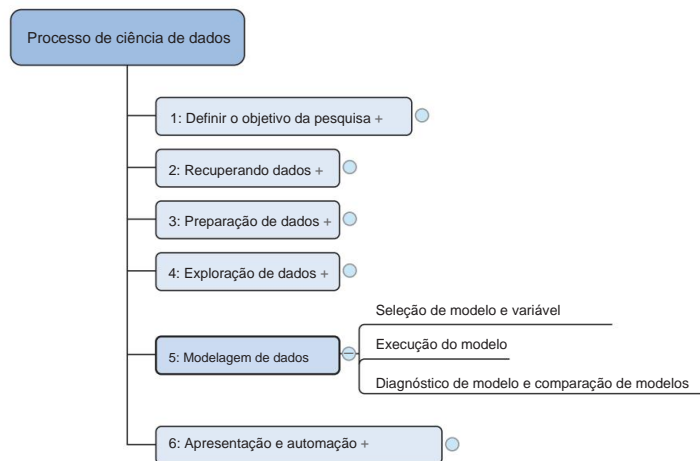 Processo de ciência de dados
1: Definir o objetivo da pesquisa +
2: Recuperando dados +
3: Preparação de dados +
4: Exploração de dados +
Seleção de modelo e variável
Execução do modelo
5: Modelagem de dados
Diagnóstico de modelo e comparação de modelos
6: Apresentação e automação +